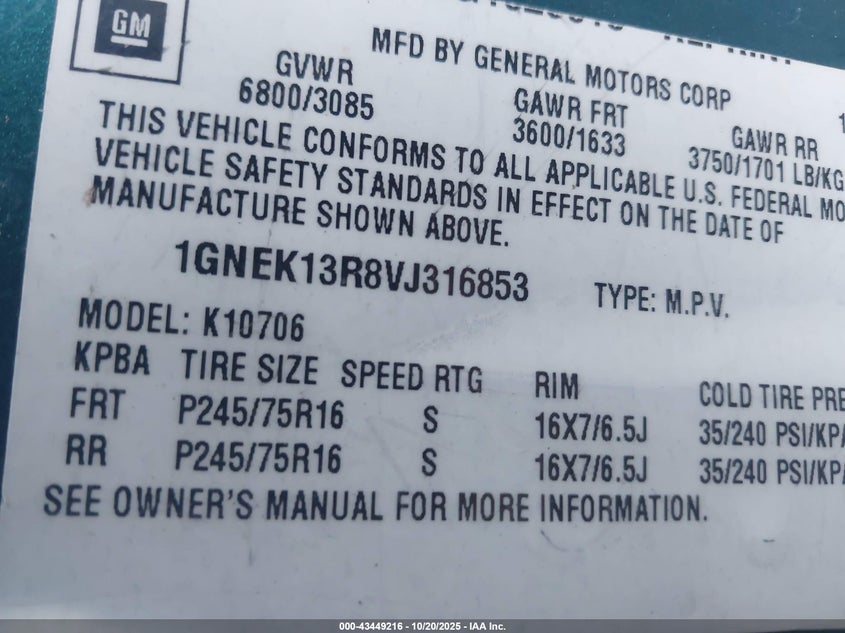 GM
MFD BY GENERAL MOTORS CORP
GVWR GAWR FRT GAWR RR
6800/3085 3600/1633 3750/1701 LB/KG
THIS VEHICLE CONFORMS TO ALL APPLICABLE U.S. FEDERAL MO
VEHICLE SAFETY STANDARDS IN EFFECT ON THE DATE OF
MANUFACTURE SHOWN ABOVE.
1GNEK13R8VJ316853 TYPE: M.P.V.
MODEL: K10706
KPBA TIRE SIZE SPEED RTG RIM COLD TIRE PRE
FRT P245/75R16 S 16X7/6.5J 35/240 PSI/KPA
RR P245/75R16 S 16X7/6.5J 35/240 PSI/KPA
SEE OWNER'S MANUAL FOR MORE INFORMATION.
000-43449216 - 10/20/2025 - IAA Inc.